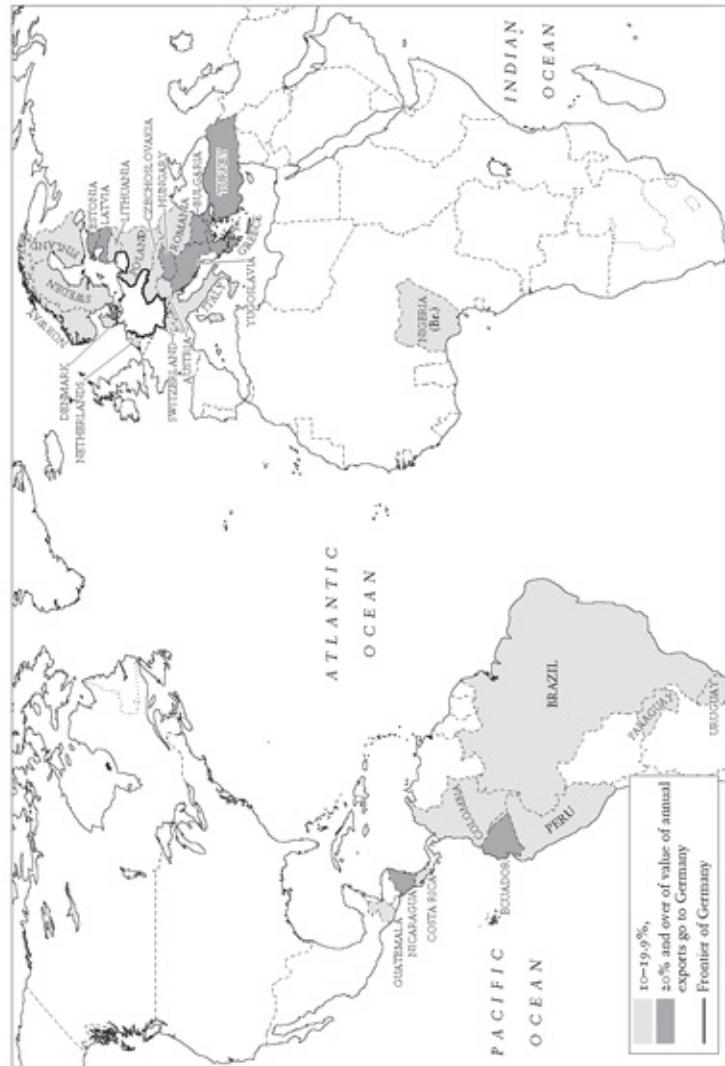 NORWAY
SWEDEN
FINLAND
DENMARK
NETHERLANDS
ESTONIA
LATVIA
LITHUANIA
POLAND
CZECHOSLOVAKIA
HUNGARY
ROMANIA
BULGARIA
TURKEY
SWITZERLAND
AUSTRIA
ITALY
YUGOSLAVIA
GREECE
NIGERIA
(Br.)
INDIAN
OCEAN
ATLANTIC
OCEAN
PACIFIC
OCEAN
GUATEMALA
NICARAGUA
COSTA RICA
COLOMBIA
ECUADOR
PERU
BRAZIL
PARAGUAY
URUGUAY
10–19.9%,
20% and over of value of annual
exports go to Germany
Frontier of Germany